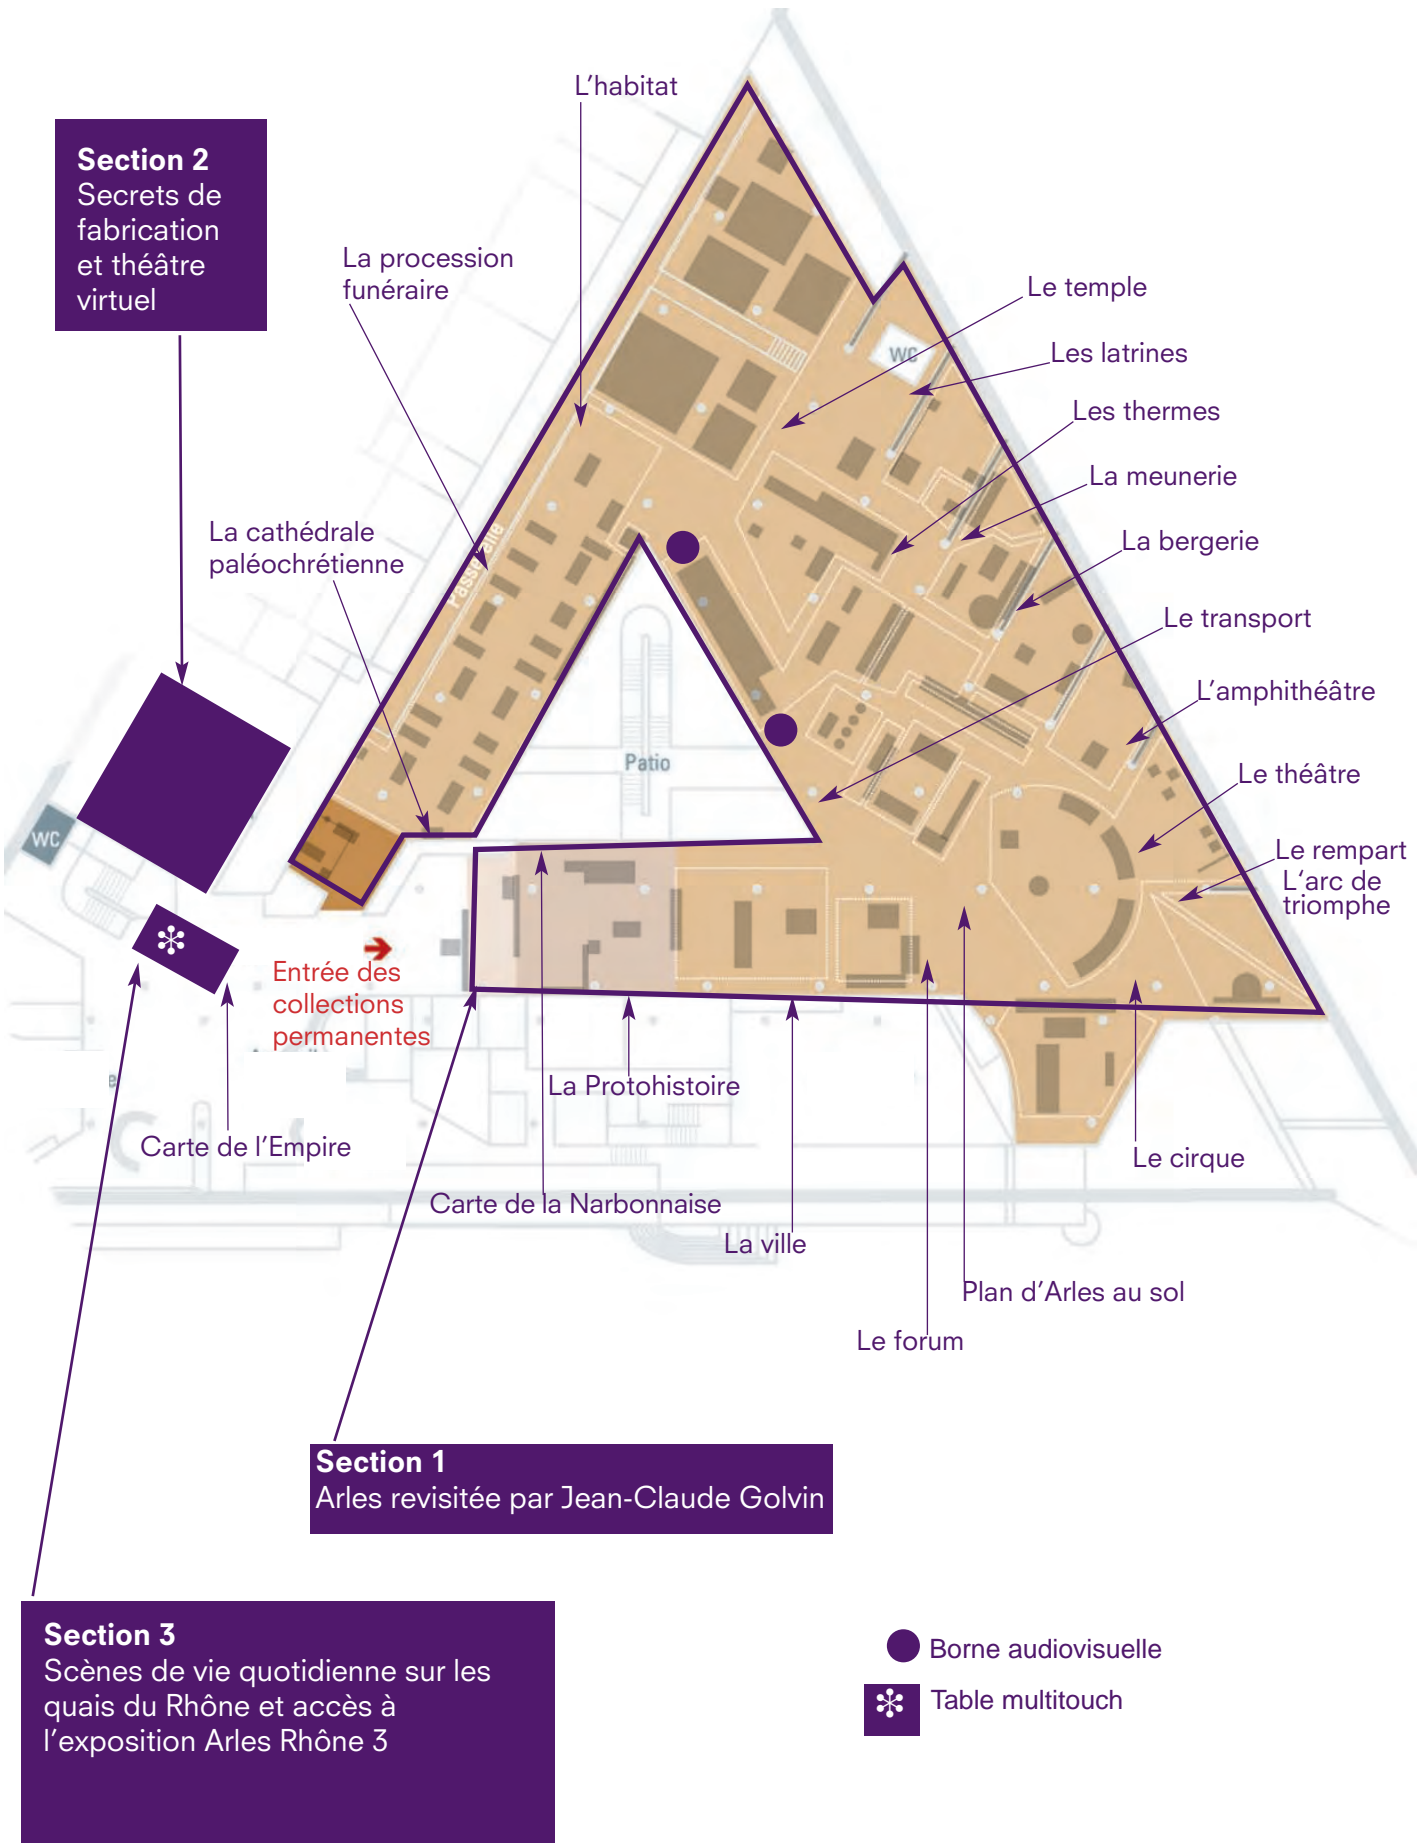 L'habitat
Section 2
Secrets de
fabrication
et théâtre
virtuel
La procession
funéraire
Le temple
Les latrines
WC
Les thermes
La meunerie
La cathédrale
paléochrétienne
Passerelle
La bergerie
Le transport
L'amphithéâtre
Patio
Le théâtre
WC
Le rempart
L'arc de
triomphe
Entrée des
collections
permanentes
La Protohistoire
Carte de l'Empire
Le cirque
Carte de la Narbonnaise
La ville
Plan d'Arles au sol
Le forum
Section 1
Arles revisitée par Jean-Claude Golvin
Section 3
Scènes de vie quotidienne sur les
quais du Rhône et accès à
l'exposition Arles Rhône 3
Borne audiovisuelle
Table multitouch